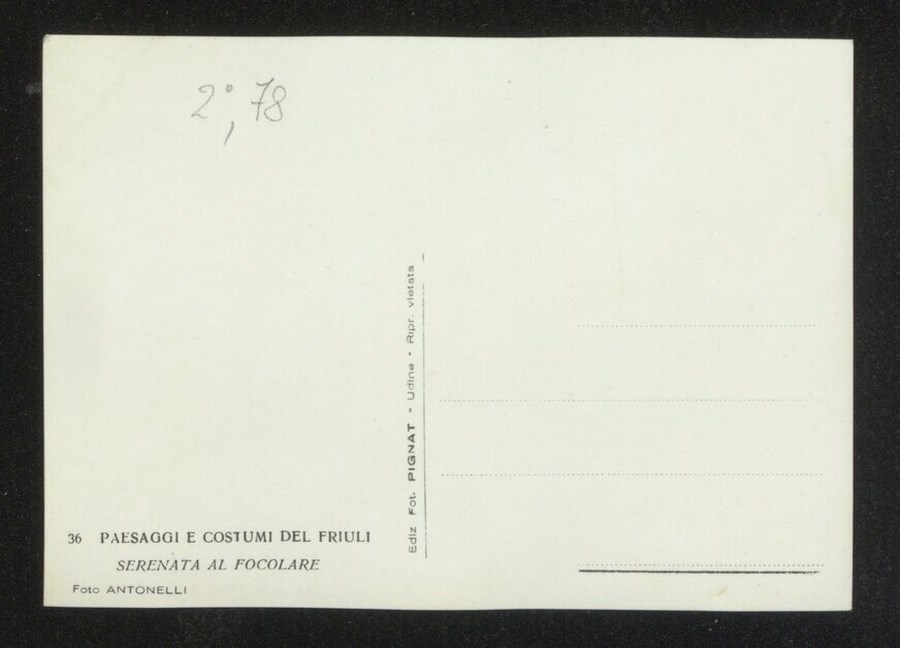 2°, 78
Ediz. Fot. PIGNAT - Udine - Ripr. vietata
36 PAESAGGI E COSTUMI DEL FRIULI
SERENATA AL FOCOLARE
Foto ANTONELLI